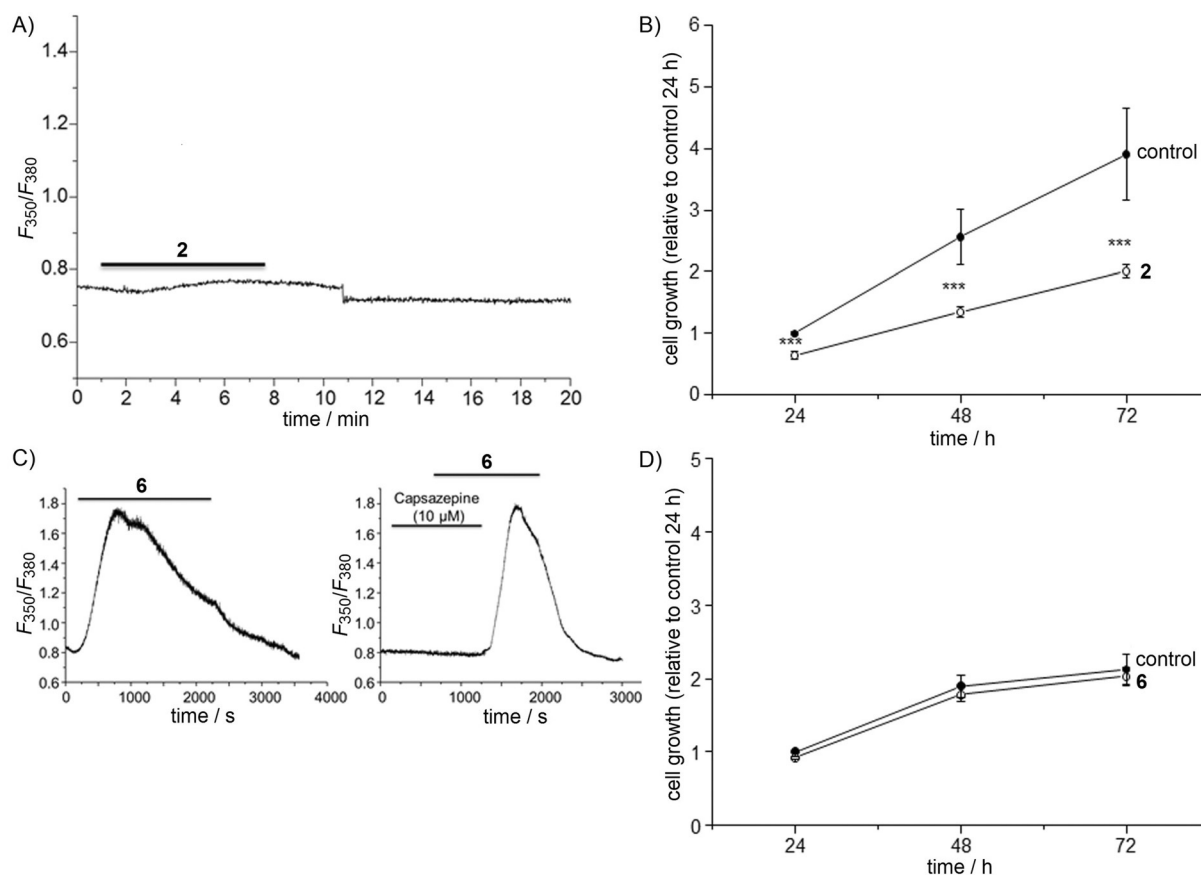 A)
1.4
1.2
1.0
0.8
0.6
F350/F380
2
0 2 4 6 8 10 12 14 16 18 20
time / min
B)
6
5
4
3
2
1
0
cell growth (relative to control 24 h)
control
***
***
***
2
24 48 72
time / h
C)
6
1.8
1.6
1.4
1.2
1.0
0.8
0.6
F350/F380
0 1000 2000 3000 4000
time / s
6
Capsazepine
(10 µM)
1.8
1.6
1.4
1.2
1.0
0.8
0.6
F350/F380
0 1000 2000 3000
time / s
D)
5
4
3
2
1
0
cell growth (relative to control 24 h)
control
6
24 48 72
time / h